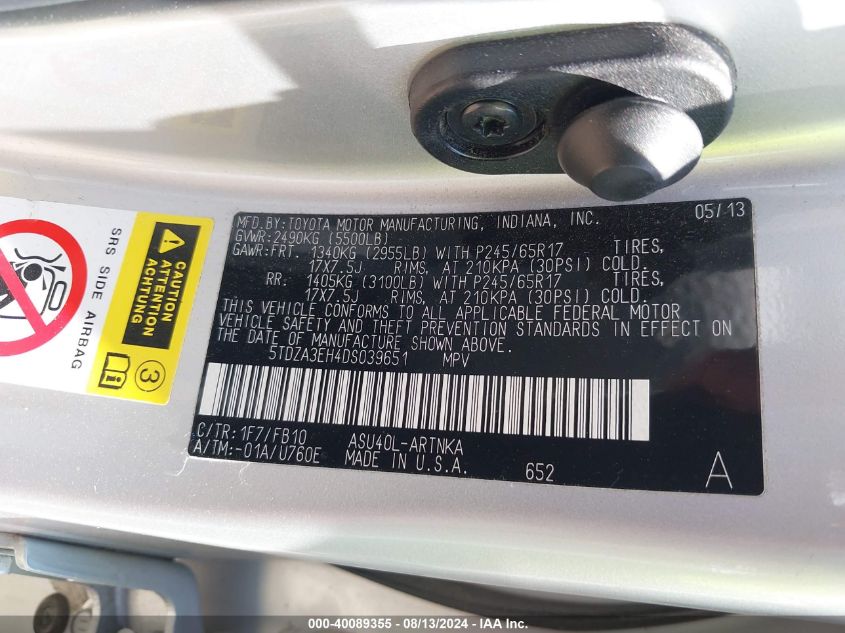 MFD.BY:TOYOTA MOTOR MANUFACTURING, INDIANA, INC. 05/13
GVWR:2490KG (5500LB)
GAWR:FRT. 1340KG (2955LB) WITH P245/65R17 TIRES,
17X7.5J RIMS, AT 210KPA (30PSI) COLD.
RR. 1405KG (3100LB) WITH P245/65R17 TIRES,
17X7.5J RIMS, AT 210KPA (30PSI) COLD.
THIS VEHICLE CONFORMS TO ALL APPLICABLE FEDERAL MOTOR
VEHICLE SAFETY AND THEFT PREVENTION STANDARDS IN EFFECT ON
THE DATE OF MANUFACTURE SHOWN ABOVE.
5TDZA3EH4DS039651 MPV
C/TR:1F7/FB10 ASU40L-ARTNKA
A/TM:-01A/U760E MADE IN U.S.A. 652 A
SRS SIDE AIRBAG
CAUTION
ATTENTION
ACHTUNG
3
000-40089355 - 08/13/2024 - IAAI.com